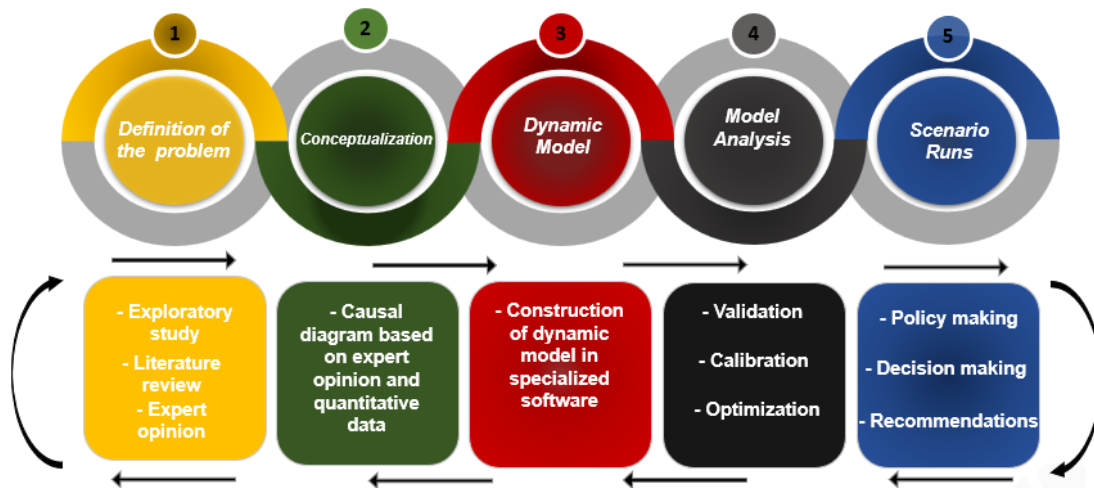 1
2
3
4
5
Definition of
the problem
Conceptualization
Dynamic
Model
Model
Analysis
Scenario
Runs
- Exploratory
study
- Literature
review
- Expert
opinion
- Causal
diagram based
on expert
opinion and
quantitative
data
- Construction
of dynamic
model in
specialized
software
- Validation
- Calibration
- Optimization
- Policy making
- Decision making
- Recommendations